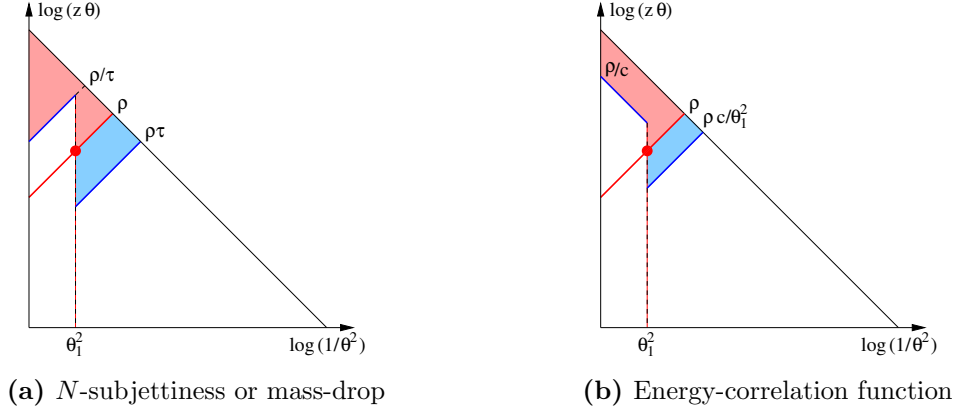 log (z θ)
ρ/τ
ρ
ρτ
θ₁²
log (1/θ²)
(a) N-subjettiness or mass-drop
log (z θ)
ρ/c
ρ
ρ c/θ₁²
θ₁²
log (1/θ²)
(b) Energy-correlation function